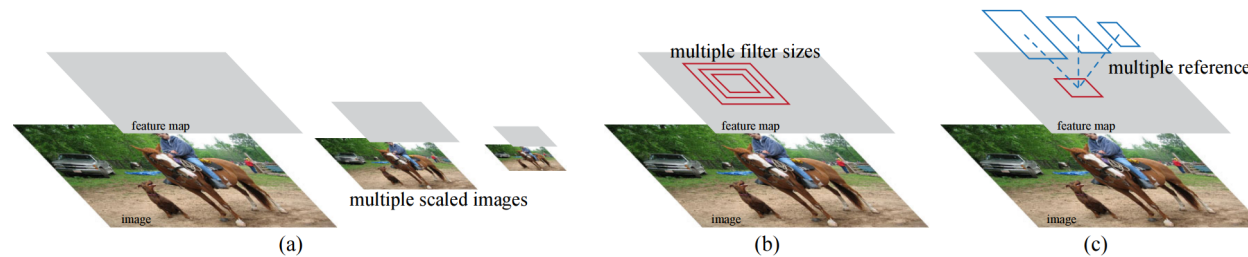 feature map
image
multiple scaled images
(a)
multiple filter sizes
feature map
image
(b)
multiple reference
feature map
image
(c)